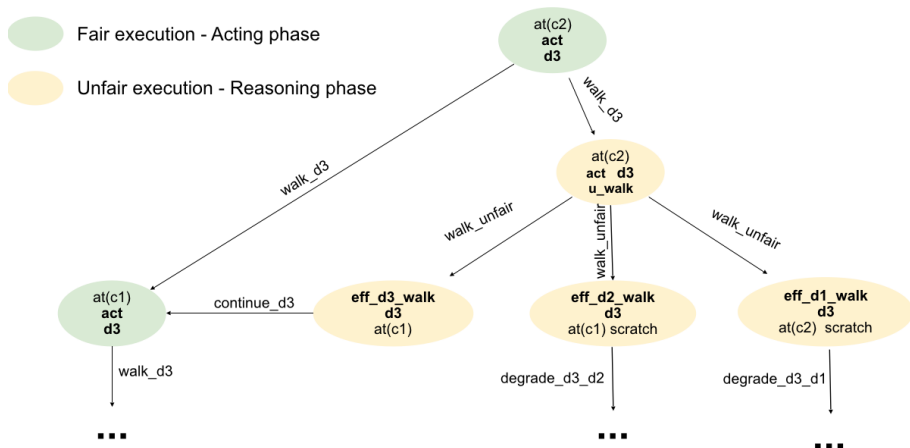 Fair execution - Acting phase
Unfair execution - Reasoning phase
at(c2)
act
d3
walk_d3
walk_d3
at(c2)
act d3
u_walk
walk_unfair
walk_unfair
walk_unfair
at(c1)
act
d3
continue_d3
eff_d3_walk
d3
at(c1)
eff_d2_walk
d3
at(c1) scratch
eff_d1_walk
d3
at(c2) scratch
walk_d3
degrade_d3_d2
degrade_d3_d1
...
...
...